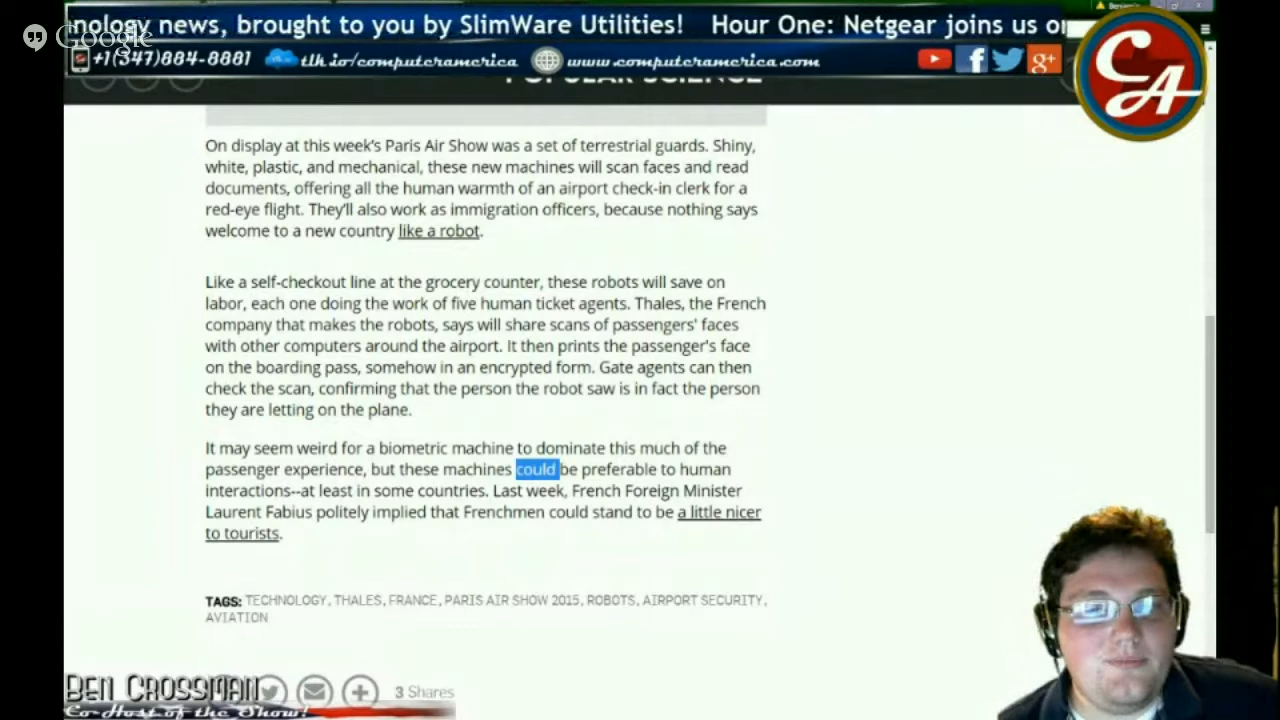 Benjamin
nology news, brought to you by SlimWare Utilities! Hour One: Netgear joins us on
Google
+1(347)884-8881 tlk.io/computeramerica www.computeramerica.com
g+
CA
POPULAR SCIENCE
On display at this week's Paris Air Show was a set of terrestrial guards. Shiny,
white, plastic, and mechanical, these new machines will scan faces and read
documents, offering all the human warmth of an airport check-in clerk for a
red-eye flight. They'll also work as immigration officers, because nothing says
welcome to a new country like a robot.
Like a self-checkout line at the grocery counter, these robots will save on
labor, each one doing the work of five human ticket agents. Thales, the French
company that makes the robots, says will share scans of passengers' faces
with other computers around the airport. It then prints the passenger's face
on the boarding pass, somehow in an encrypted form. Gate agents can then
check the scan, confirming that the person the robot saw is in fact the person
they are letting on the plane.
It may seem weird for a biometric machine to dominate this much of the
passenger experience, but these machines could be preferable to human
interactions--at least in some countries. Last week, French Foreign Minister
Laurent Fabius politely implied that Frenchmen could stand to be a little nicer
to tourists.
TAGS: TECHNOLOGY, THALES, FRANCE, PARIS AIR SHOW 2015, ROBOTS, AIRPORT SECURITY,
AVIATION
3 Shares
Ben Crossman
Co-Host of the Show!